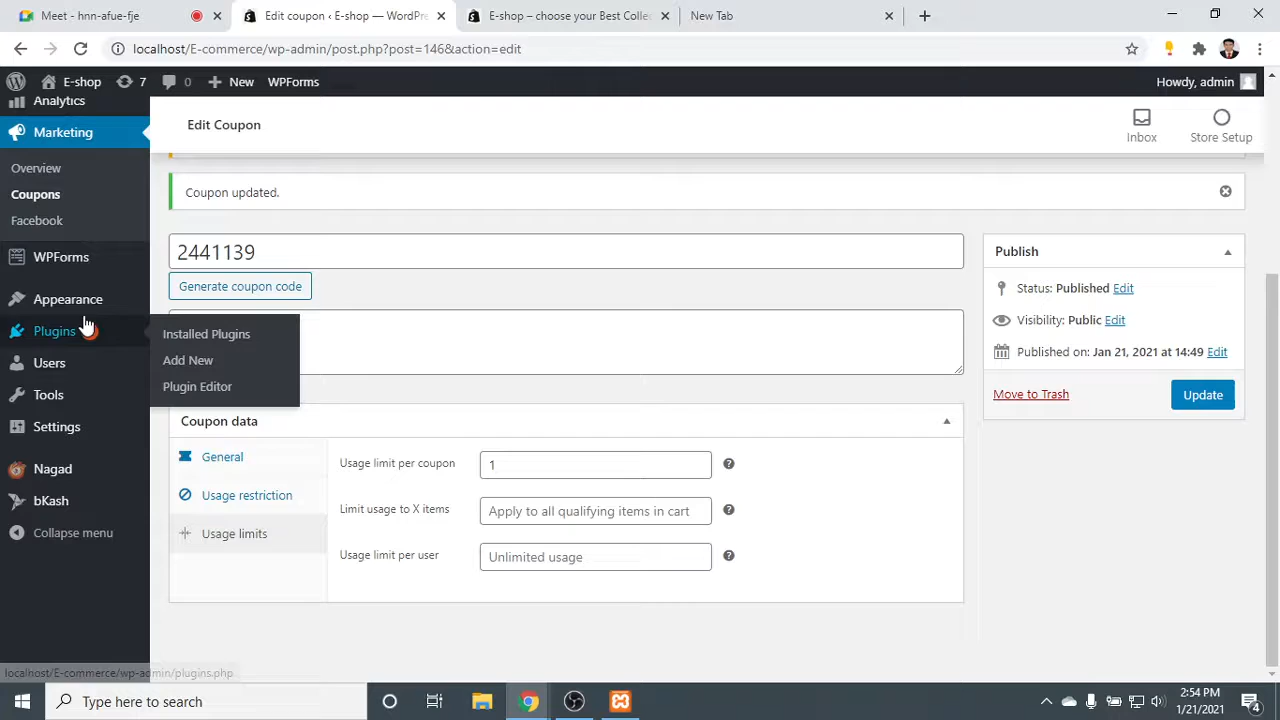 Meet - hnn-afue-fje
Edit coupon ‹ E-shop — WordPre
E-shop – choose your Best Collec
New Tab
localhost/E-commerce/wp-admin/post.php?post=146&action=edit
E-shop
7
0
New
WPForms
Howdy, admin
Analytics
Marketing
Overview
Coupons
Facebook
WPForms
Appearance
Plugins
Users
Tools
Settings
Nagad
bKash
Collapse menu
Installed Plugins
Add New
Plugin Editor
Edit Coupon
Inbox
Store Setup
Coupon updated.
2441139
Generate coupon code
Coupon data
General
Usage restriction
Usage limits
Usage limit per coupon
1
Limit usage to X items
Apply to all qualifying items in cart
Usage limit per user
Unlimited usage
Publish
Status: Published Edit
Visibility: Public Edit
Published on: Jan 21, 2021 at 14:49 Edit
Move to Trash
Update
localhost/E-commerce/wp-admin/plugins.php
Type here to search
2:54 PM
1/21/2021
4